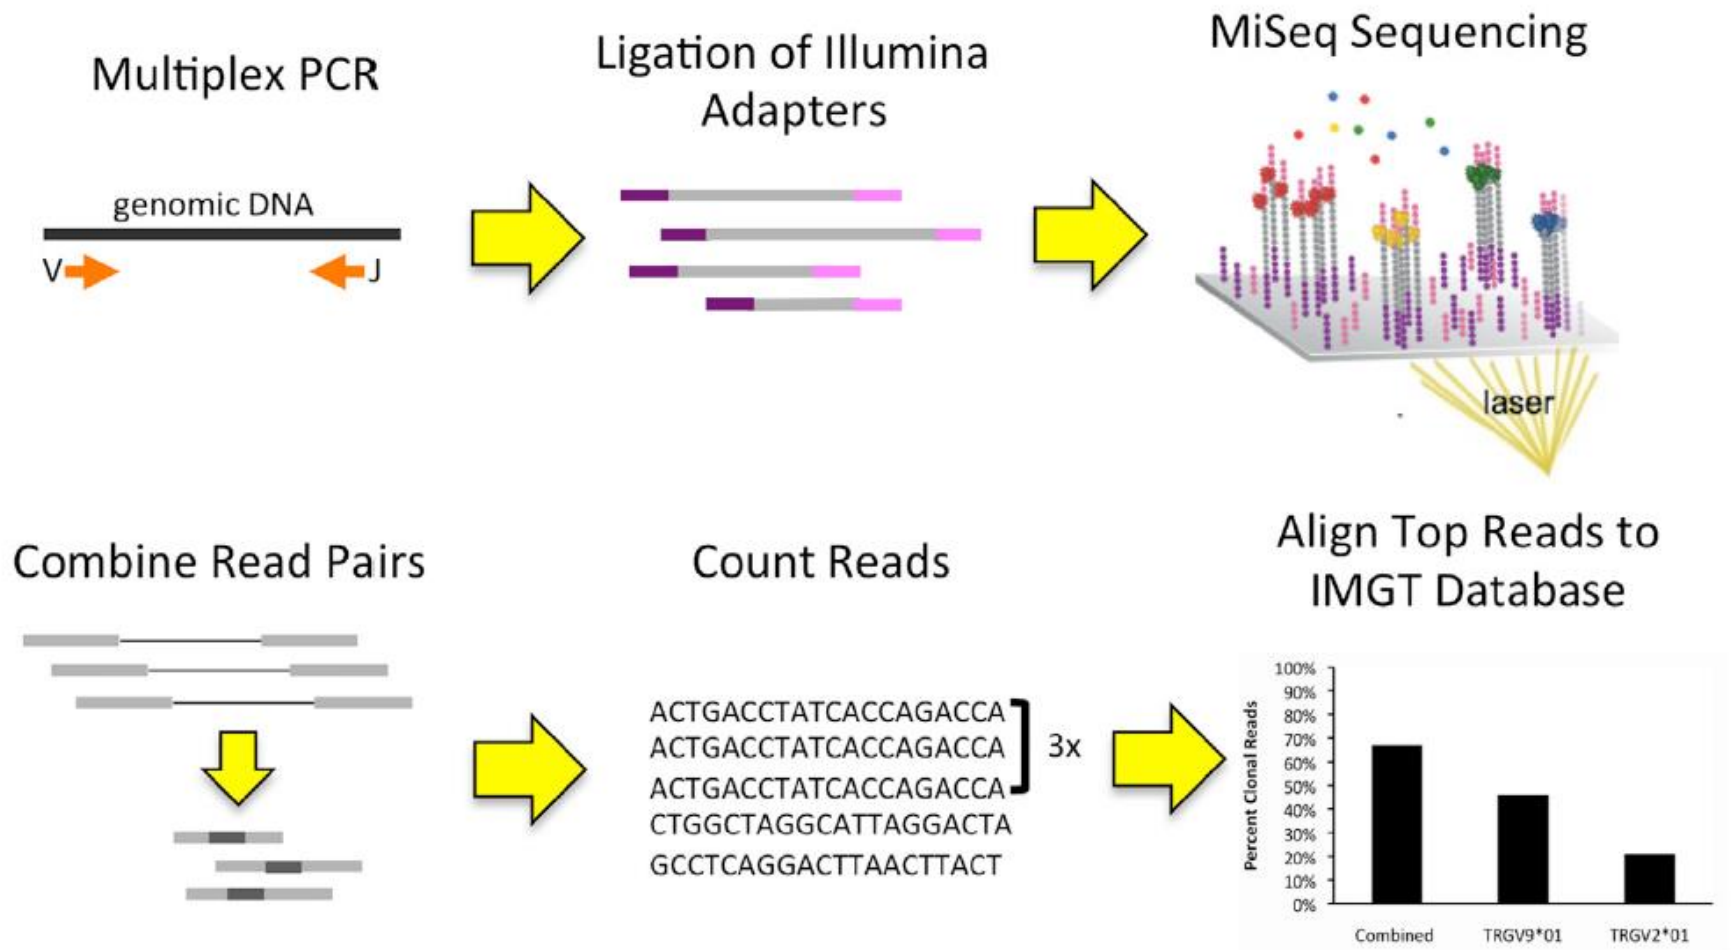 Multiplex PCR
genomic DNA
V
J
Ligation of Illumina
Adapters
MiSeq Sequencing
laser
Combine Read Pairs
Count Reads
ACTGACCTATCACCAGACCA
ACTGACCTATCACCAGACCA
ACTGACCTATCACCAGACCA
3x
CTGGCTAGGCATTAGGACTA
GCCTCAGGACTTAACTTACT
Align Top Reads to
IMGT Database
Percent Clonal Reads
100%
90%
80%
70%
60%
50%
40%
30%
20%
10%
0%
Combined
TRGV9*01
TRGV2*01